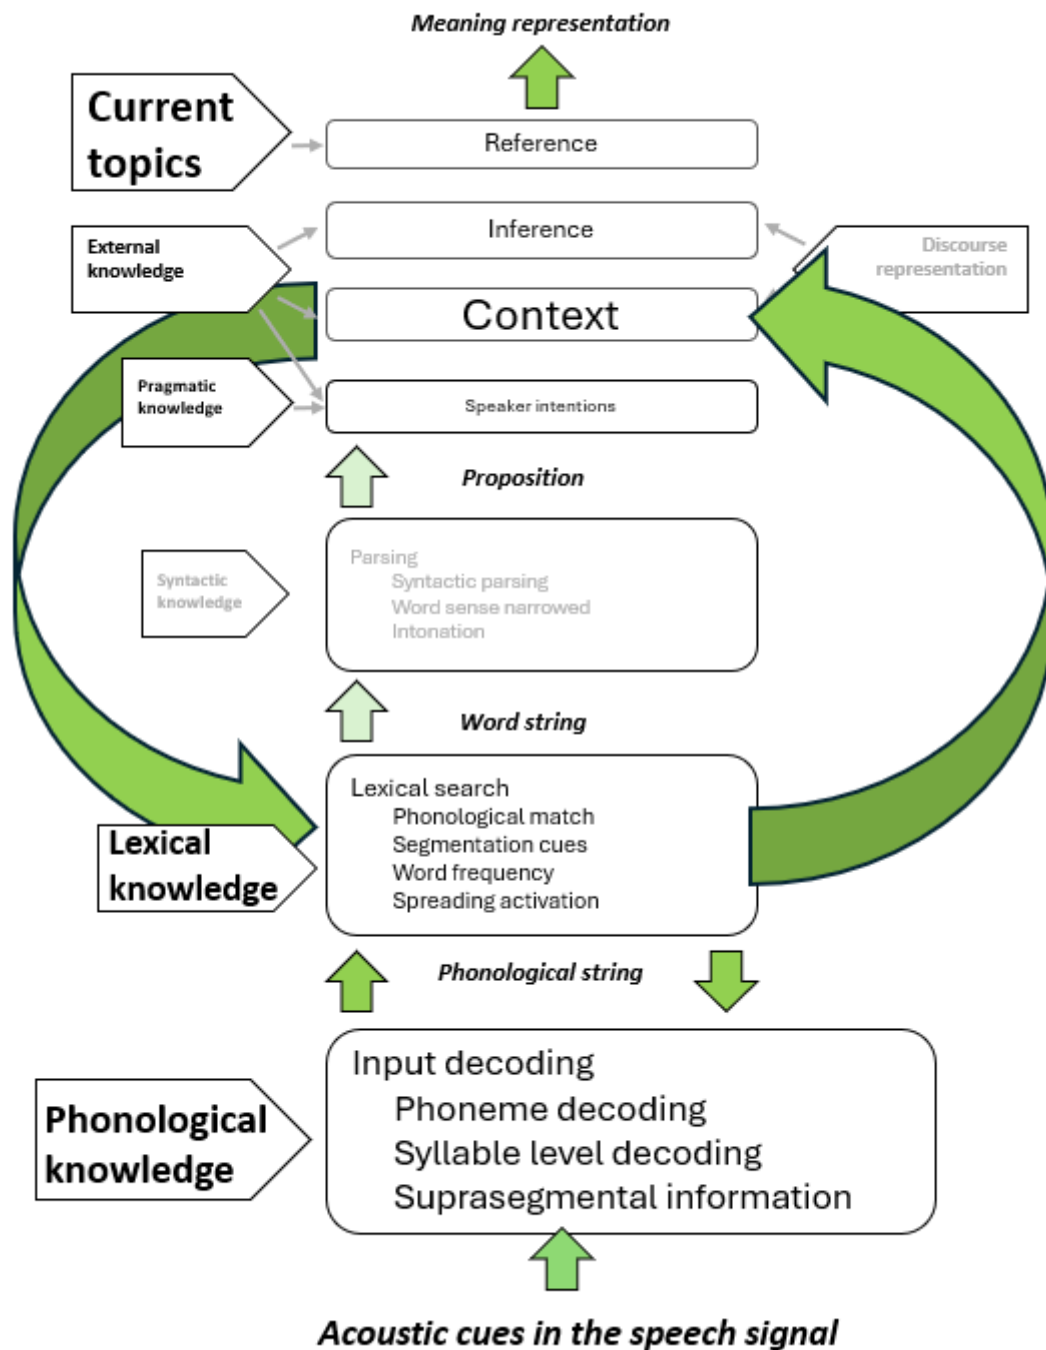 Meaning representation
Current
topics
Reference
External
knowledge
Inference
Discourse
representation
Context
Pragmatic
knowledge
Speaker intentions
Proposition
Syntactic
knowledge
Parsing
Syntactic parsing
Word sense narrowed
Intonation
Word string
Lexical
knowledge
Lexical search
Phonological match
Segmentation cues
Word frequency
Spreading activation
Phonological string
Phonological
knowledge
Input decoding
Phoneme decoding
Syllable level decoding
Suprasegmental information
Acoustic cues in the speech signal